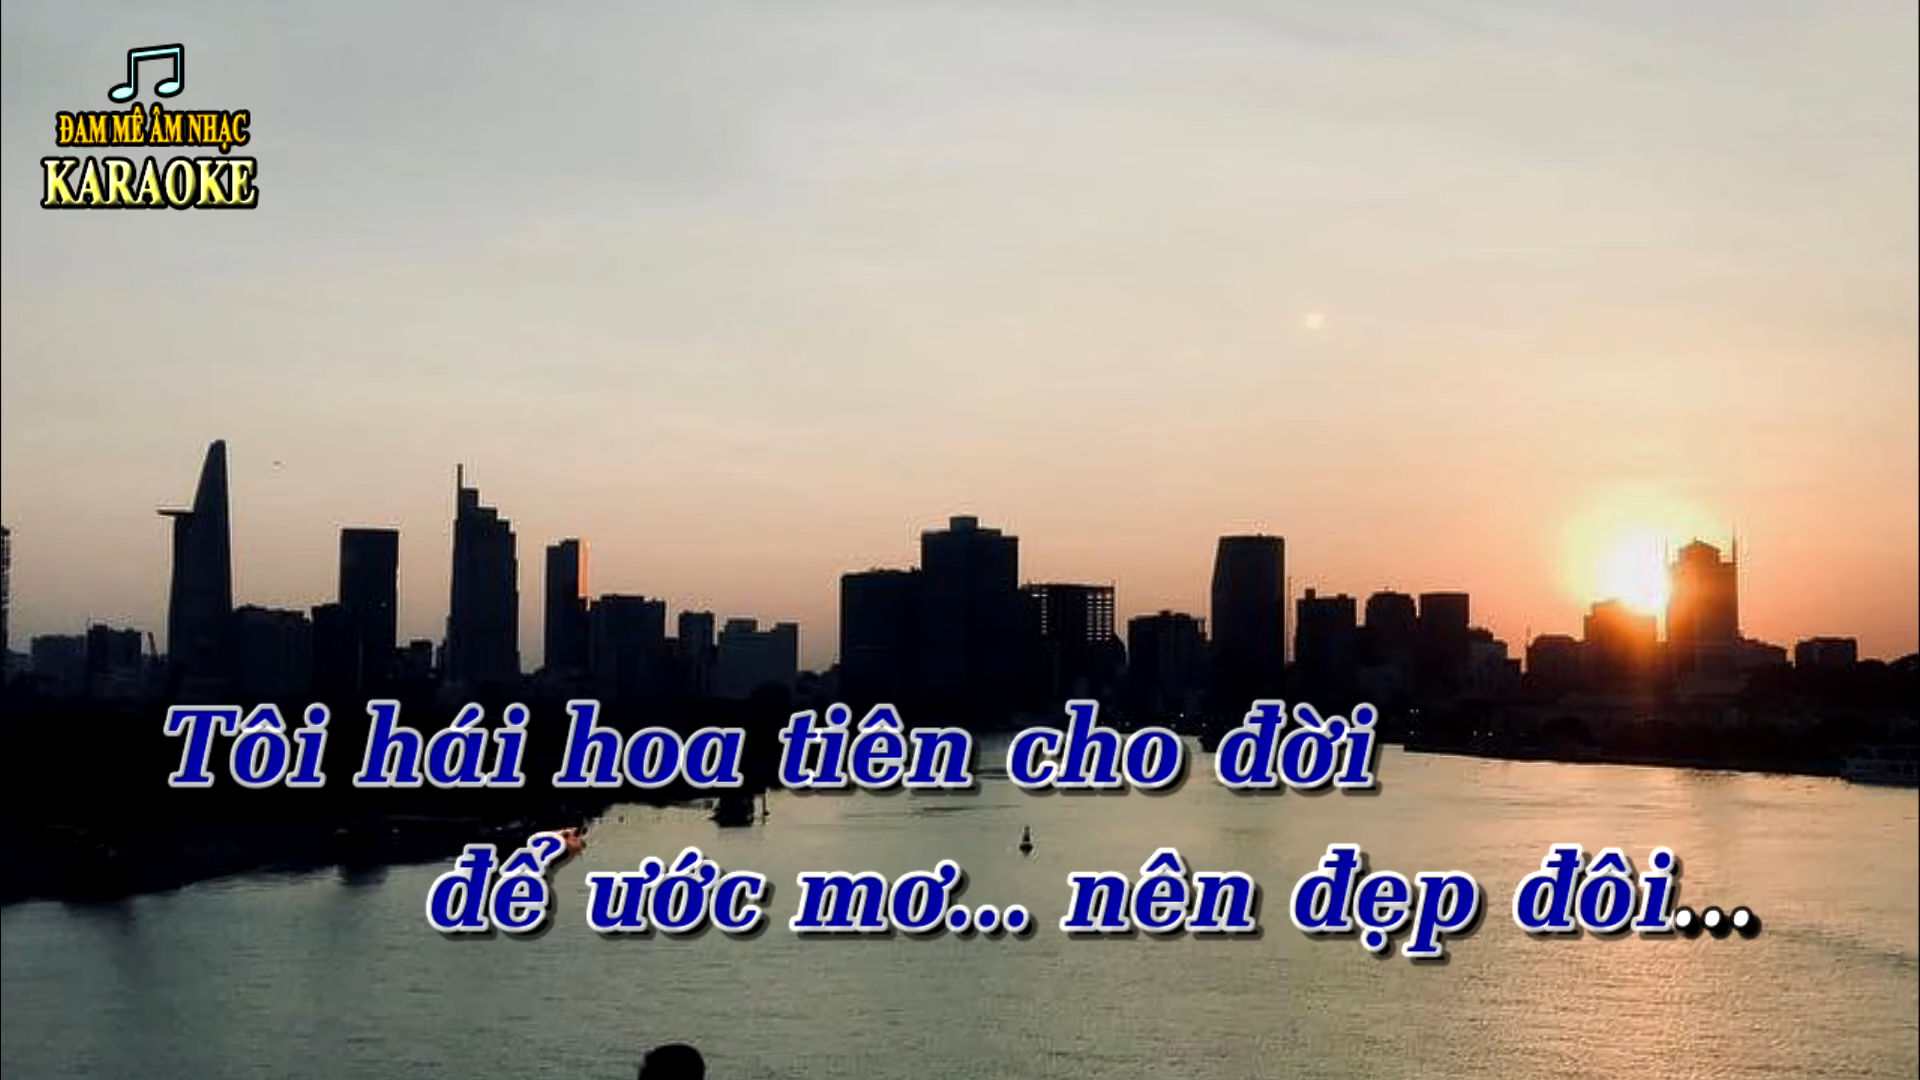 ĐAM MÊ ÂM NHẠC
KARAOKE
Tôi hái hoa tiên cho đời
để ước mơ... nên đẹp đôi...